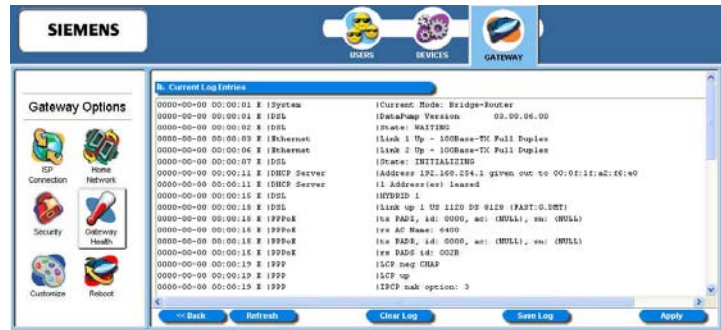 SIEMENS
USERS
DEVICES
GATEWAY
Gateway Options
ISP Connection
Home Network
Security
Gateway Health
Customize
Reboot
B. Current Log Entries
0000-00-00 00:00:01 E |System |Current Mode: Bridge-Router
0000-00-00 00:00:01 E |DSL |DataPump Version 03.00.06.00
0000-00-00 00:00:02 E |DSL |State: WAITING
0000-00-00 00:00:03 E |Ethernet |Link 1 Up - 100Base-TX Full Duplex
0000-00-00 00:00:06 E |Ethernet |Link 2 Up - 100Base-TX Full Duplex
0000-00-00 00:00:07 E |DSL |State: INITIALIZING
0000-00-00 00:00:11 E |DHCP Server |Address 192.168.254.1 given out to 00:0f:1f:a2:f6:e0
0000-00-00 00:00:11 E |DHCP Server |1 Address(es) leased
0000-00-00 00:00:15 E |DSL |HYBRID 1
0000-00-00 00:00:15 E |DSL |Link up 1 US 1120 DS 8128 (FAST:G.DMT)
0000-00-00 00:00:18 E |PPPoE |tx PADI, id: 0000, ac: (NULL), sn: (NULL)
0000-00-00 00:00:18 E |PPPoE |rx AC Name: 6400
0000-00-00 00:00:18 E |PPPoE |tx PADR, id: 0000, ac: (NULL), sn: (NULL)
0000-00-00 00:00:18 E |PPPoE |rx PADS id: 002B
0000-00-00 00:00:19 E |PPP |LCP neg CHAP
0000-00-00 00:00:19 E |PPP |LCP up
0000-00-00 00:00:19 E |PPP |IPCP nak option: 3
<< Back
Refresh
Clear Log
Save Log
Apply